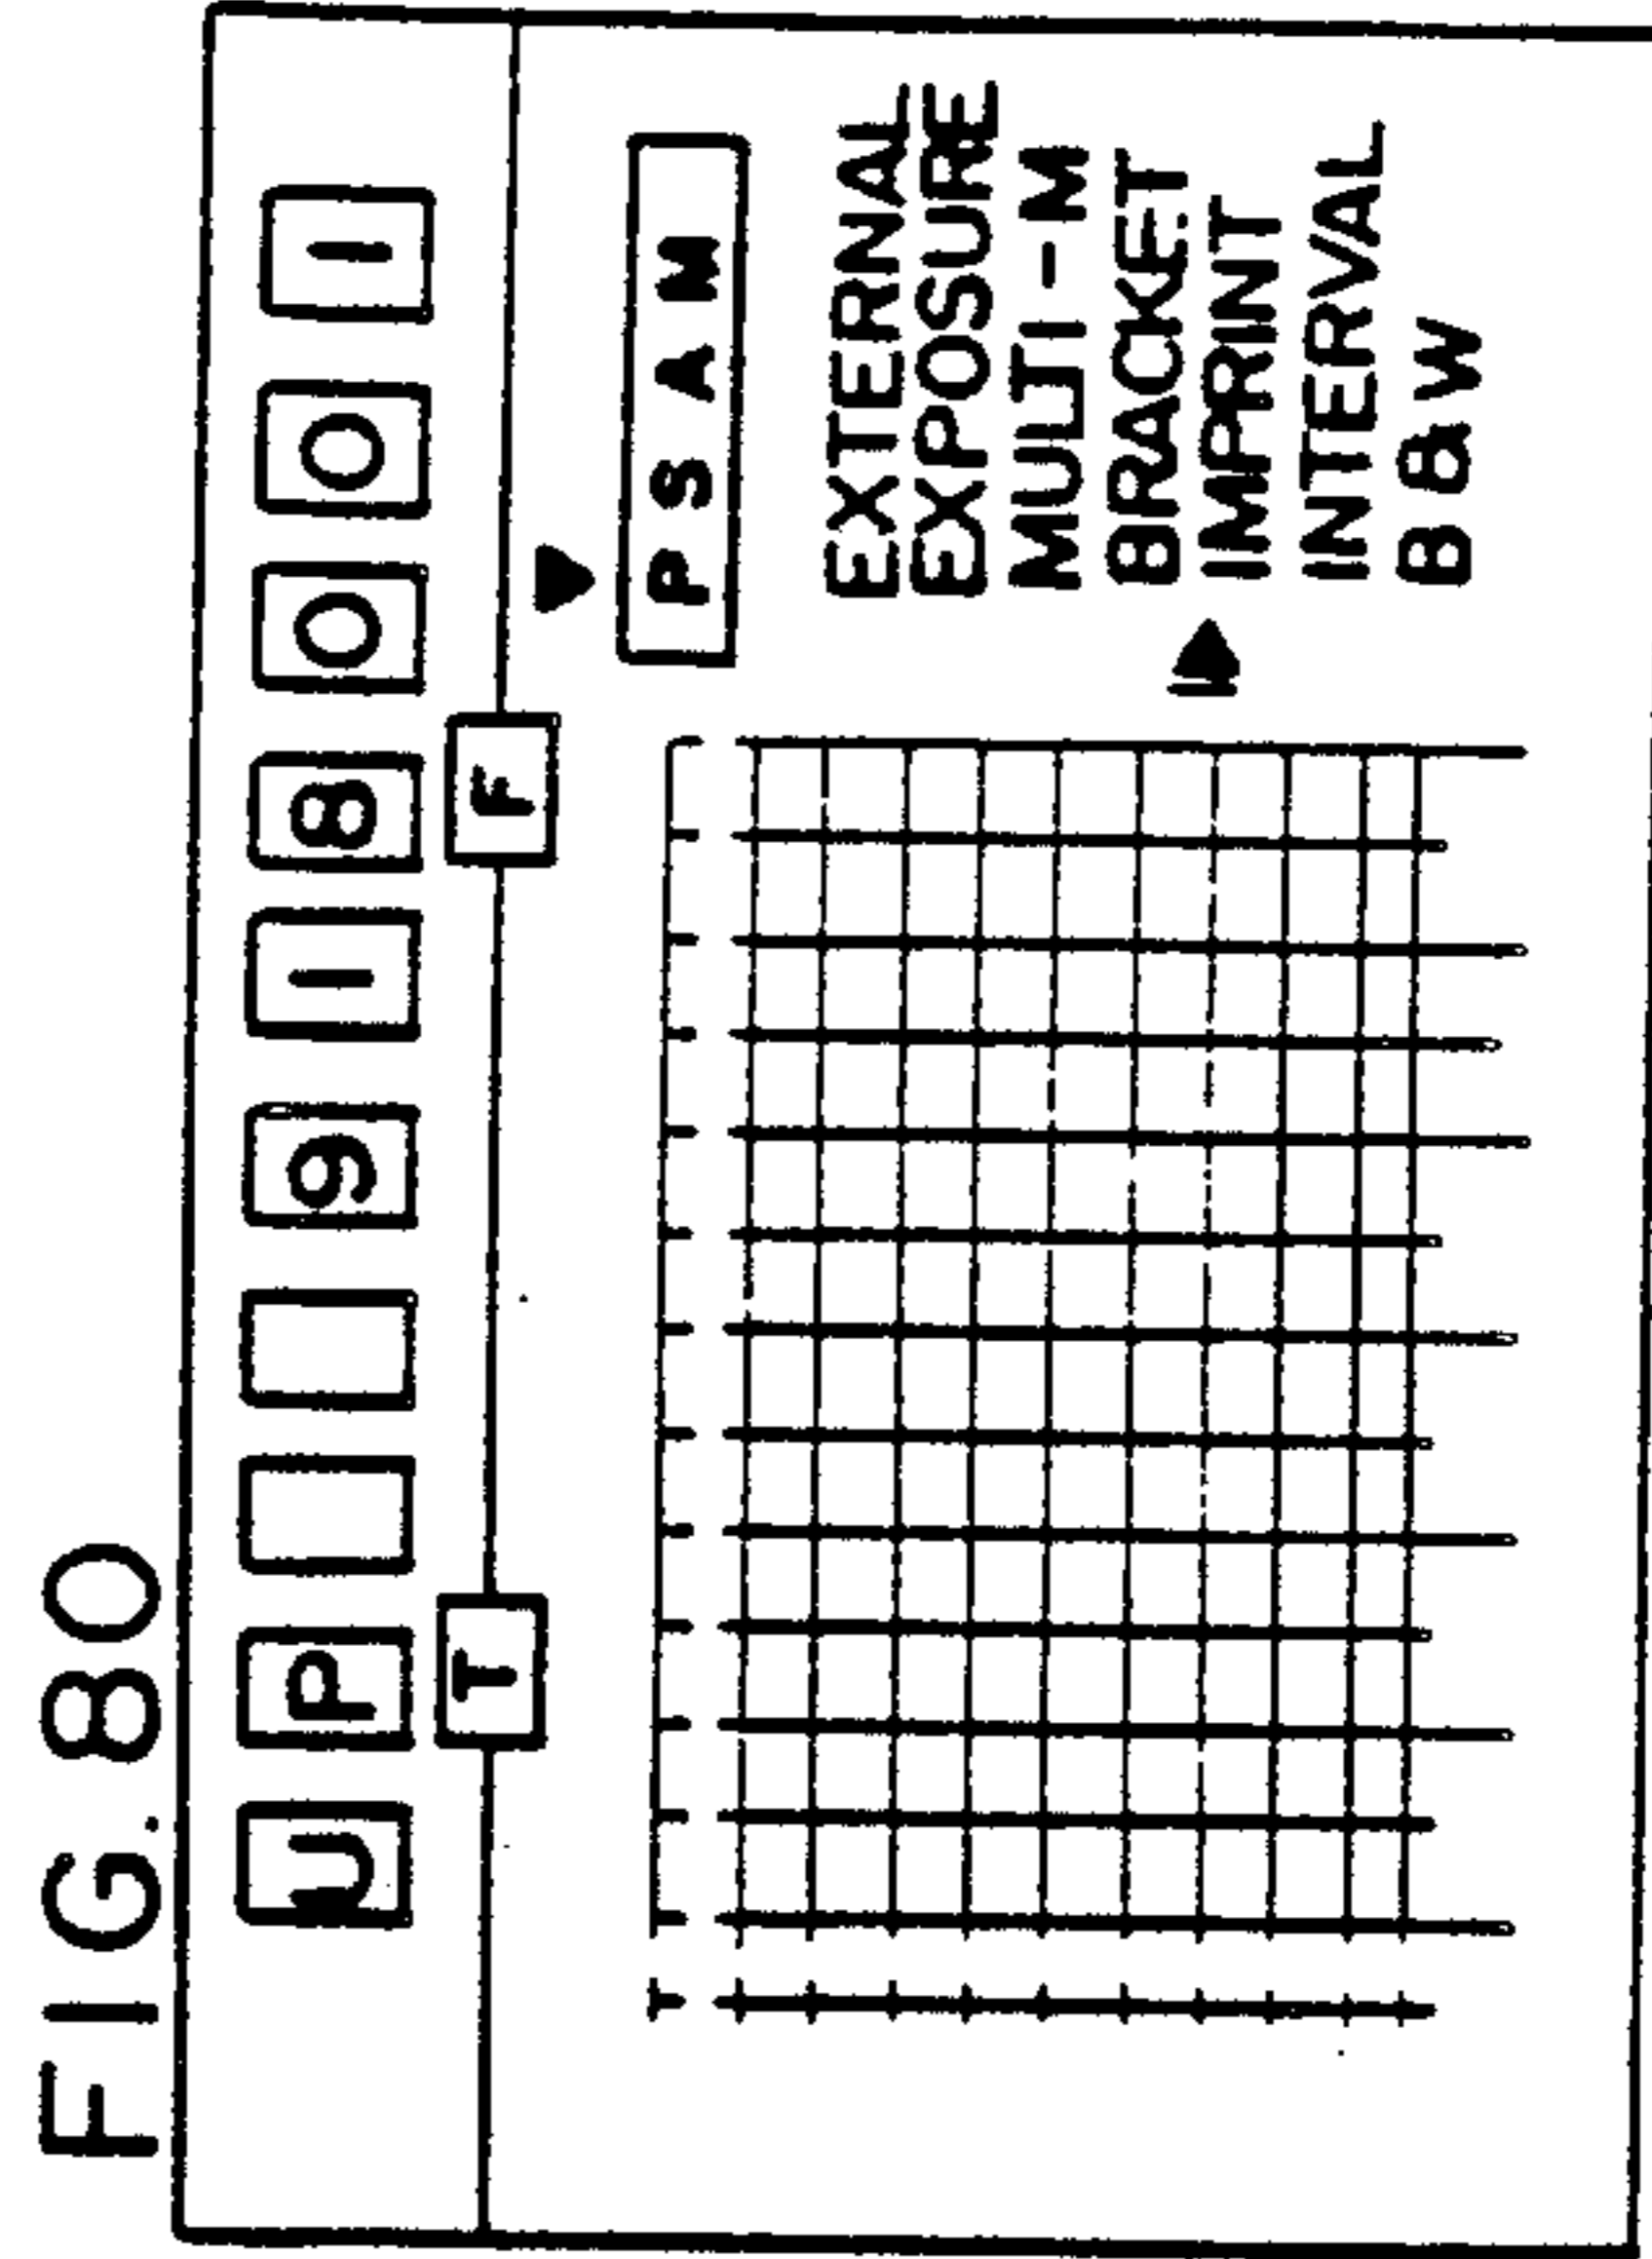 FIG. 80
U P 9 1 8 0 0 1
T F
P S A M
EXTERNAL
EXPOSURE
MULTI - M
BRACKET
IMPRINT
INTERVAL
B & W